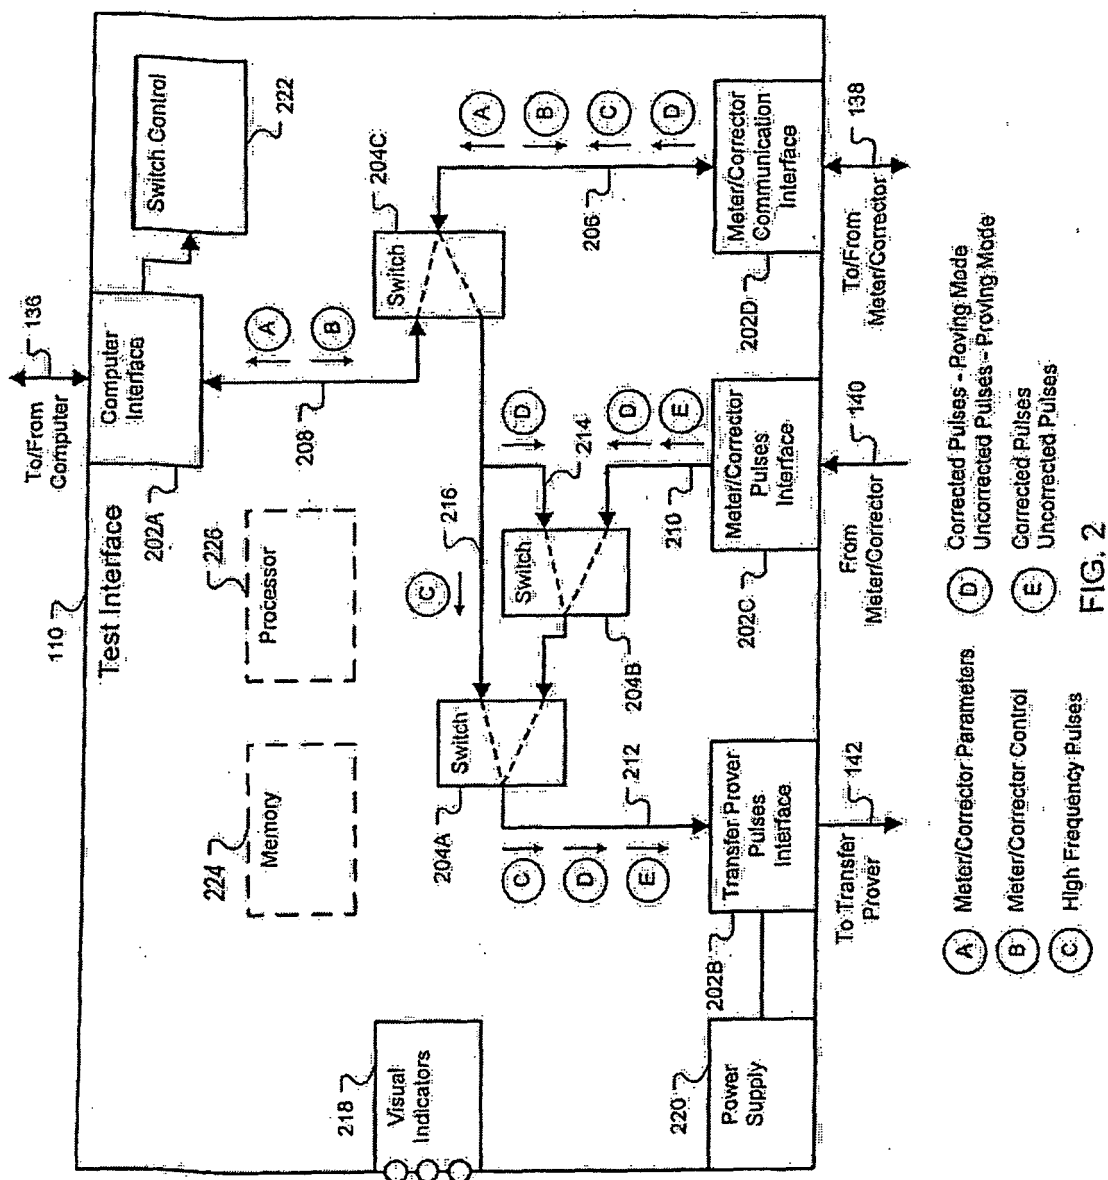 110
Test Interface
To/From
Computer
136
Computer
Interface
202A
Switch Control
222
224
Memory
226
Processor
208
A
B
204C
Switch
A
B
C
D
206
218
Visual
Indicators
204A
Switch
C
216
D
214
Switch
204B
D
E
210
212
C
D
E
220
Power
Supply
202B
Transfer Prover
Pulses
Interface
202C
Meter/Corrector
Pulses
Interface
202D
Meter/Corrector
Communication
Interface
To Transfer
Prover
142
From
Meter/Corrector
140
To/From
Meter/Corrector
138
A Meter/Corrector Parameters
B Meter/Corrector Control
C High Frequency Pulses
D Corrected Pulses - Poving Mode
Uncorrected Pulses - Proving Mode
E Corrected Pulses
Uncorrected Pulses
FIG. 2